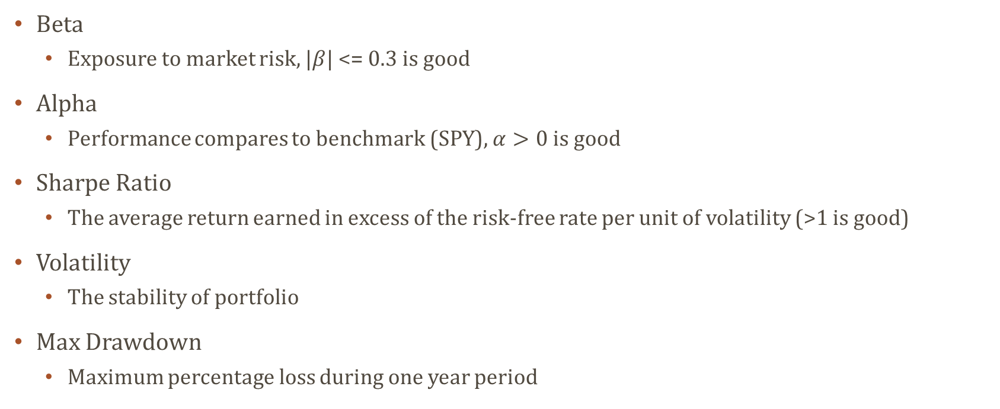 • Beta
• Exposure to market risk, |β| <= 0.3 is good
• Alpha
• Performance compares to benchmark (SPY), α > 0 is good
• Sharpe Ratio
• The average return earned in excess of the risk-free rate per unit of volatility (>1 is good)
• Volatility
• The stability of portfolio
• Max Drawdown
• Maximum percentage loss during one year period